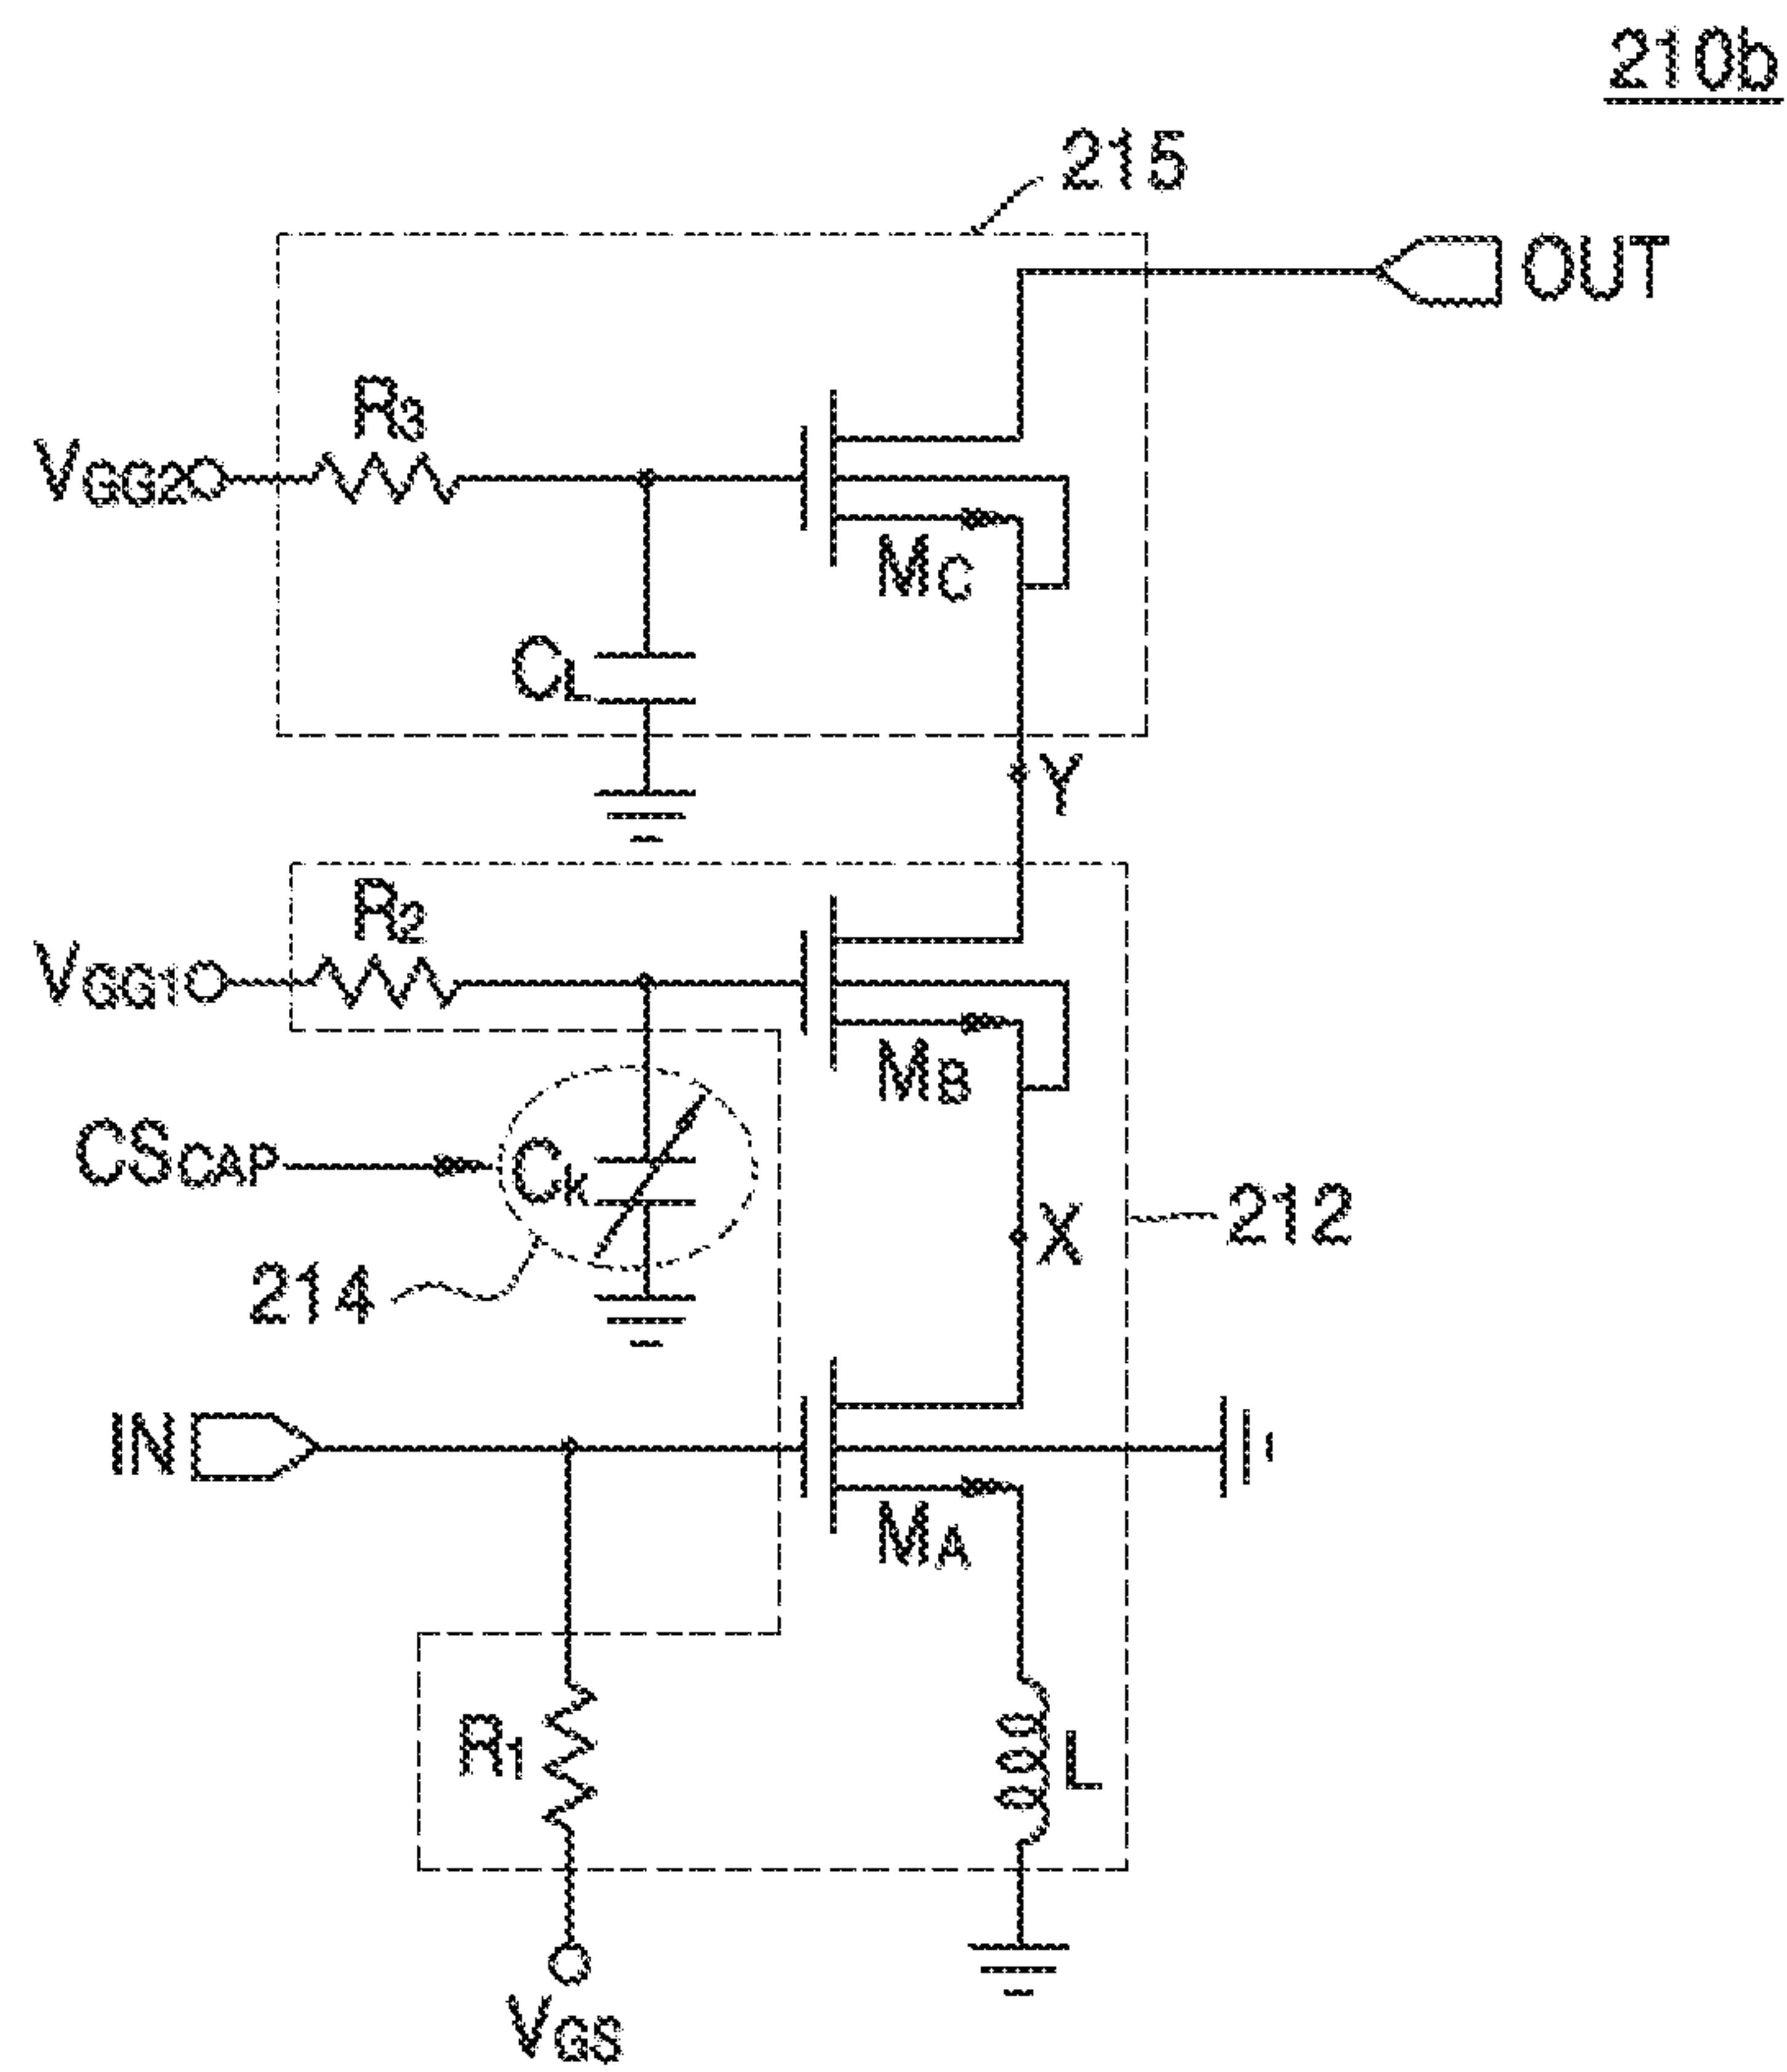 210b
215
OUT
R3
VGG2
MC
CL
Y
R2
VGG1
MB
CSCAP
Ck
X
212
214
IN
MA
R1
L
VGS